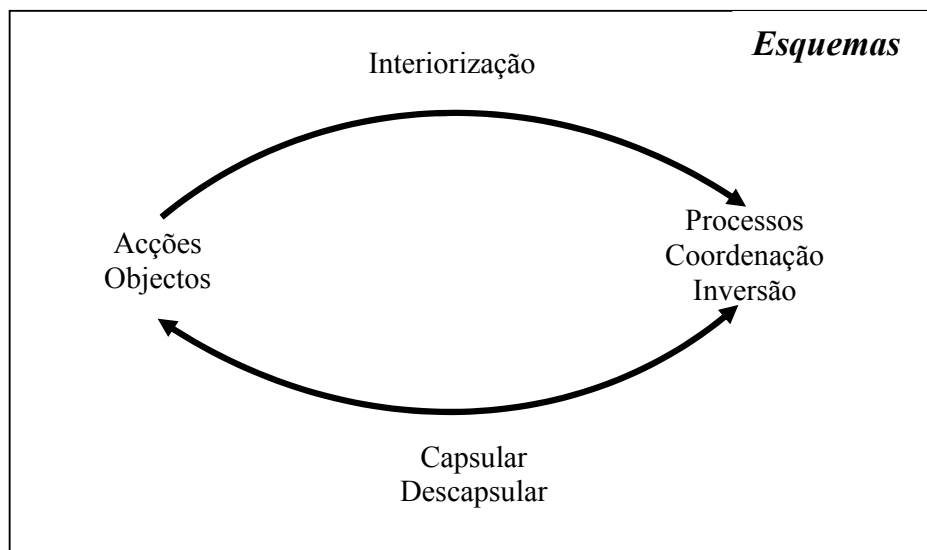 Esquemas
Interiorização
Acções
Objectos
Processos
Coordenação
Inversão
Capsular
Descapsular